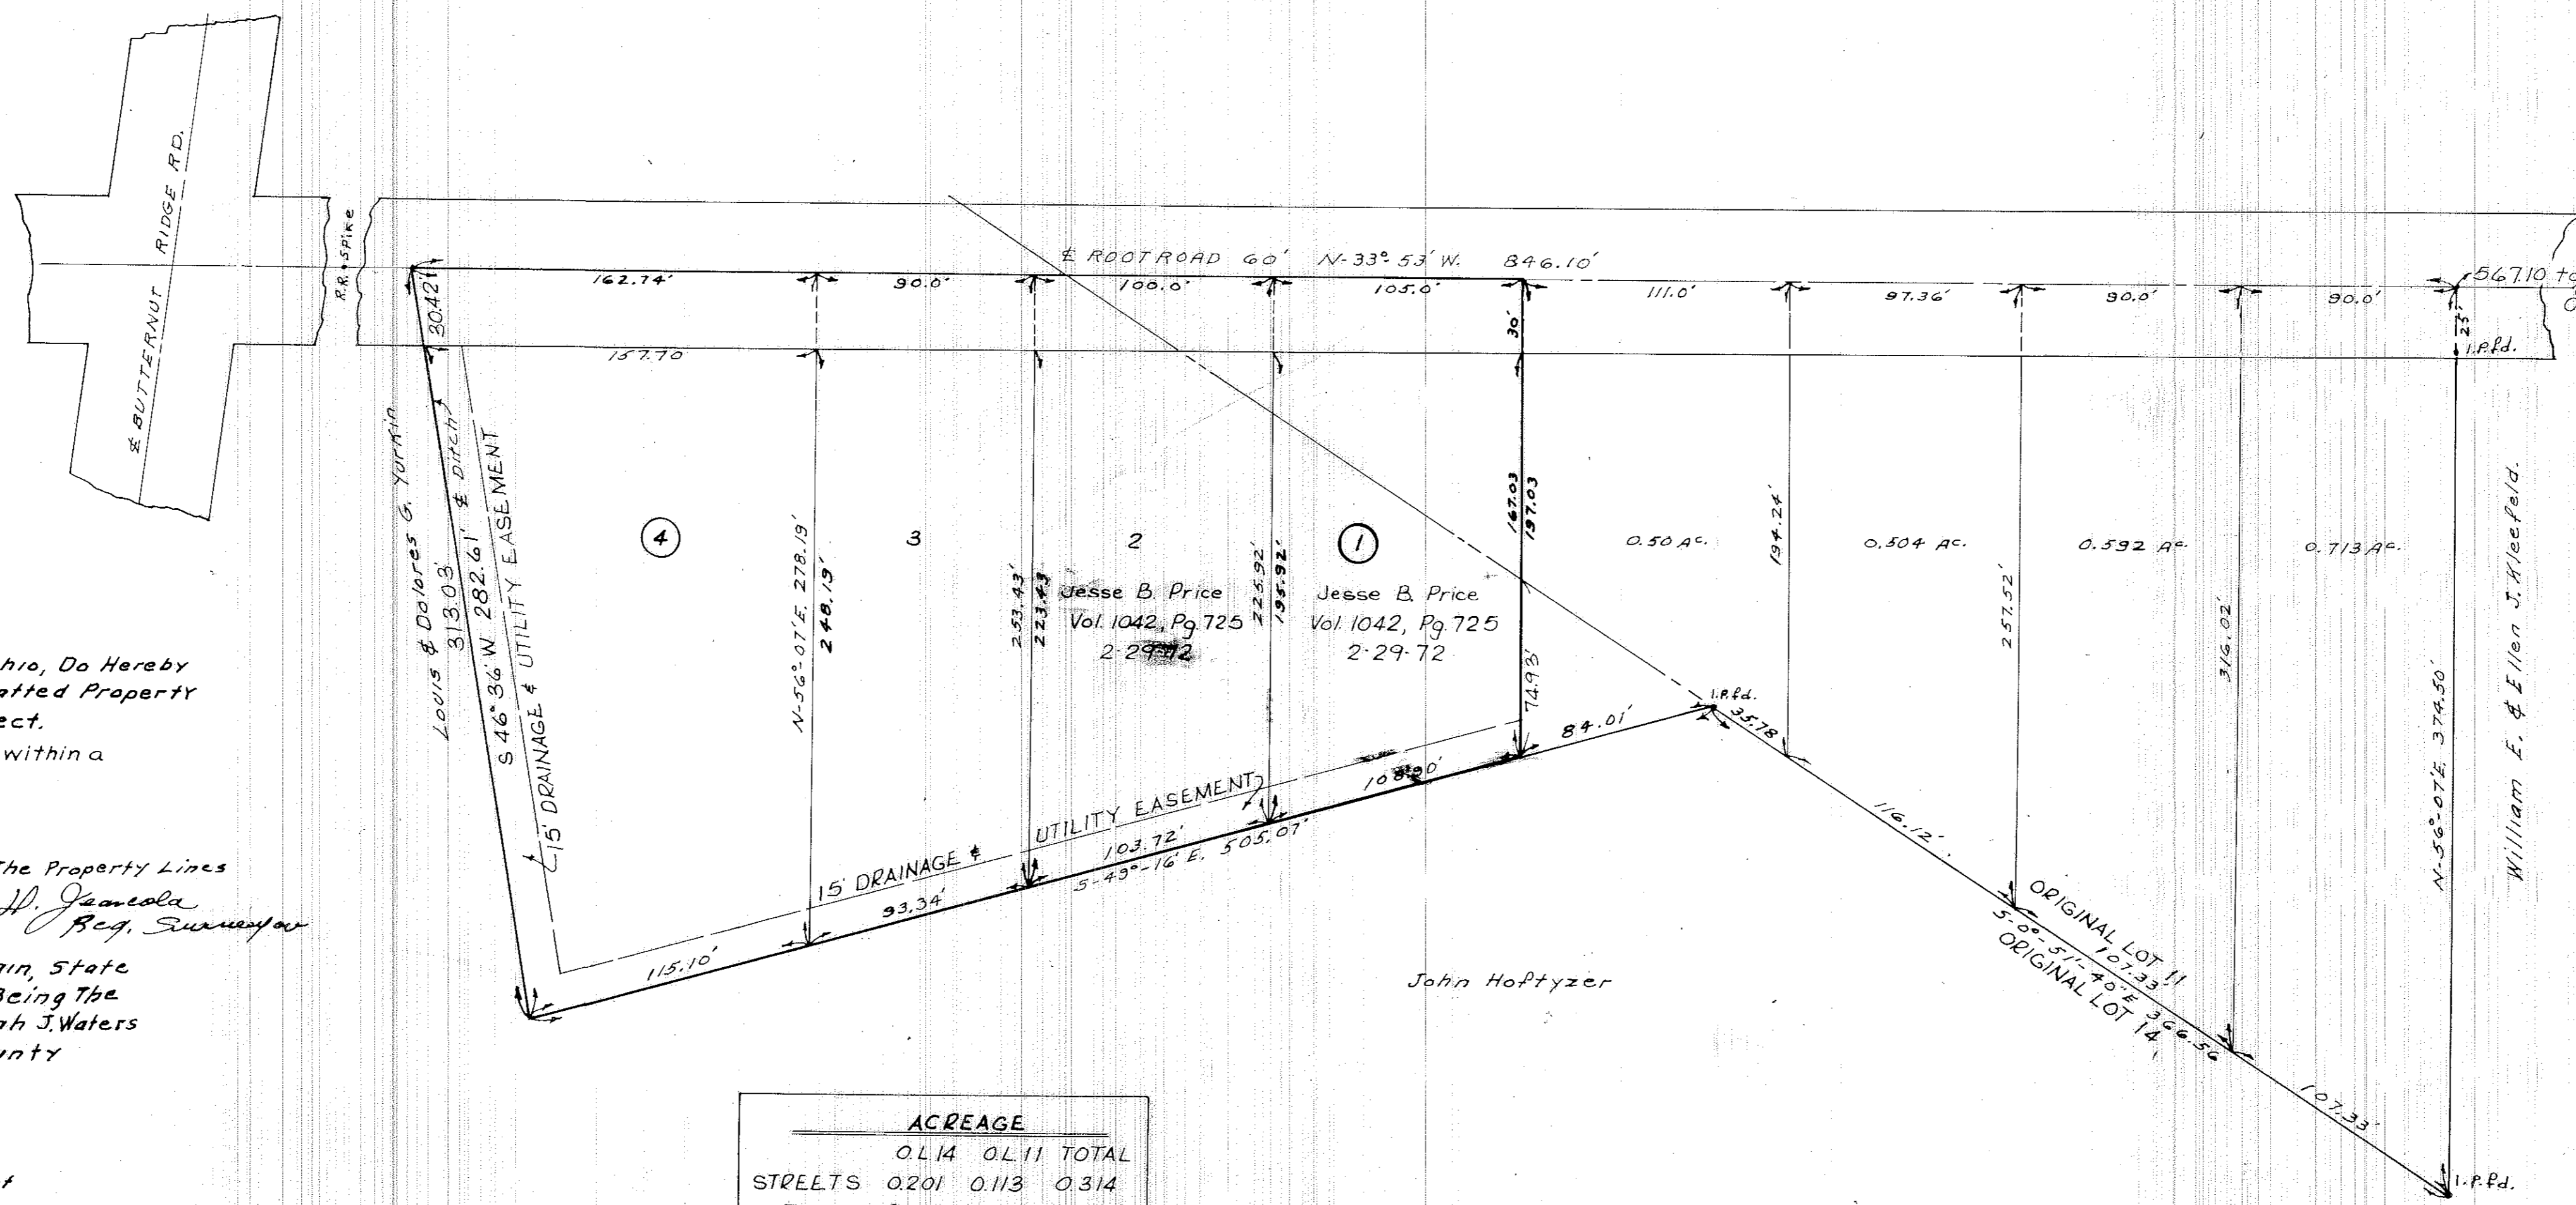 ℄ BUTTERNUT RIDGE RD.
R.R. SPIKE
℄ ROOT ROAD 60' N-33°53'W. 846.10'
162.74'
90.0'
100.0'
105.0'
111.0'
97.36'
90.0'
90.0'
567.10 to
30.42'
157.70
30'
25'
I.P.fd.
Louis & Dolores G. Yurkin
313.03' ℄ Ditch
S 46°36' W 282.61'
15' DRAINAGE & UTILITY EASEMENT
4
3
2
1
N-56°-07'E. 278.19'
248.19'
253.43'
223.43
225.92'
195.92'
167.03
197.03
74.93'
Jesse B. Price
Vol. 1042, Pg. 725
2-29-72
Jesse B. Price
Vol. 1042, Pg. 725
2-29-72
0.50 Ac.
194.24'
0.504 Ac.
257.52'
0.592 Ac.
316.02'
0.713 Ac.
N-56°-07'E. 374.50'
William E. & Ellen J. Kleefeld.
hio, Do Hereby
atted Property
ect.
within a
The Property Lines
Reg. Surveyor
ain, State
Being The
ah J. Waters
unty
15' DRAINAGE & UTILITY EASEMENT
115.10'
93.34'
103.72'
S-49°-16' E. 505.07'
84.01'
I.P.fd.
35.78
116.12'
ORIGINAL LOT 11
107.33'
S-0°-51'-40"E 366.56
ORIGINAL LOT 14
107.33'
I.P.fd.
John Hoftyzer
ACREAGE
O.L.14 O.L.11 TOTAL
STREETS 0.201 0.113 0.314